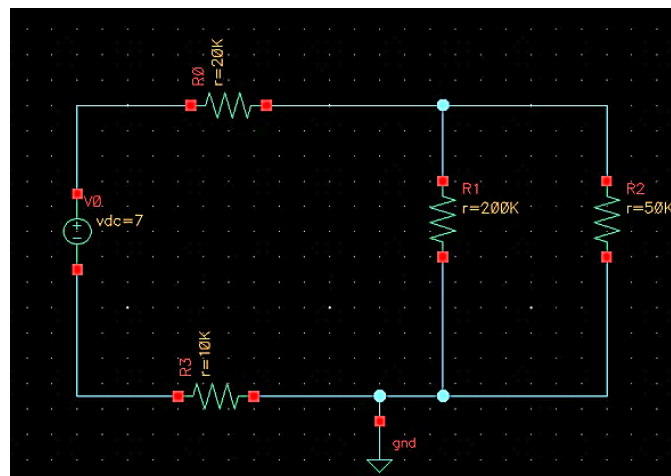 R0
r=20K
V0
vdc=7
R1
r=200K
R2
r=50K
R3
r=10K
gnd